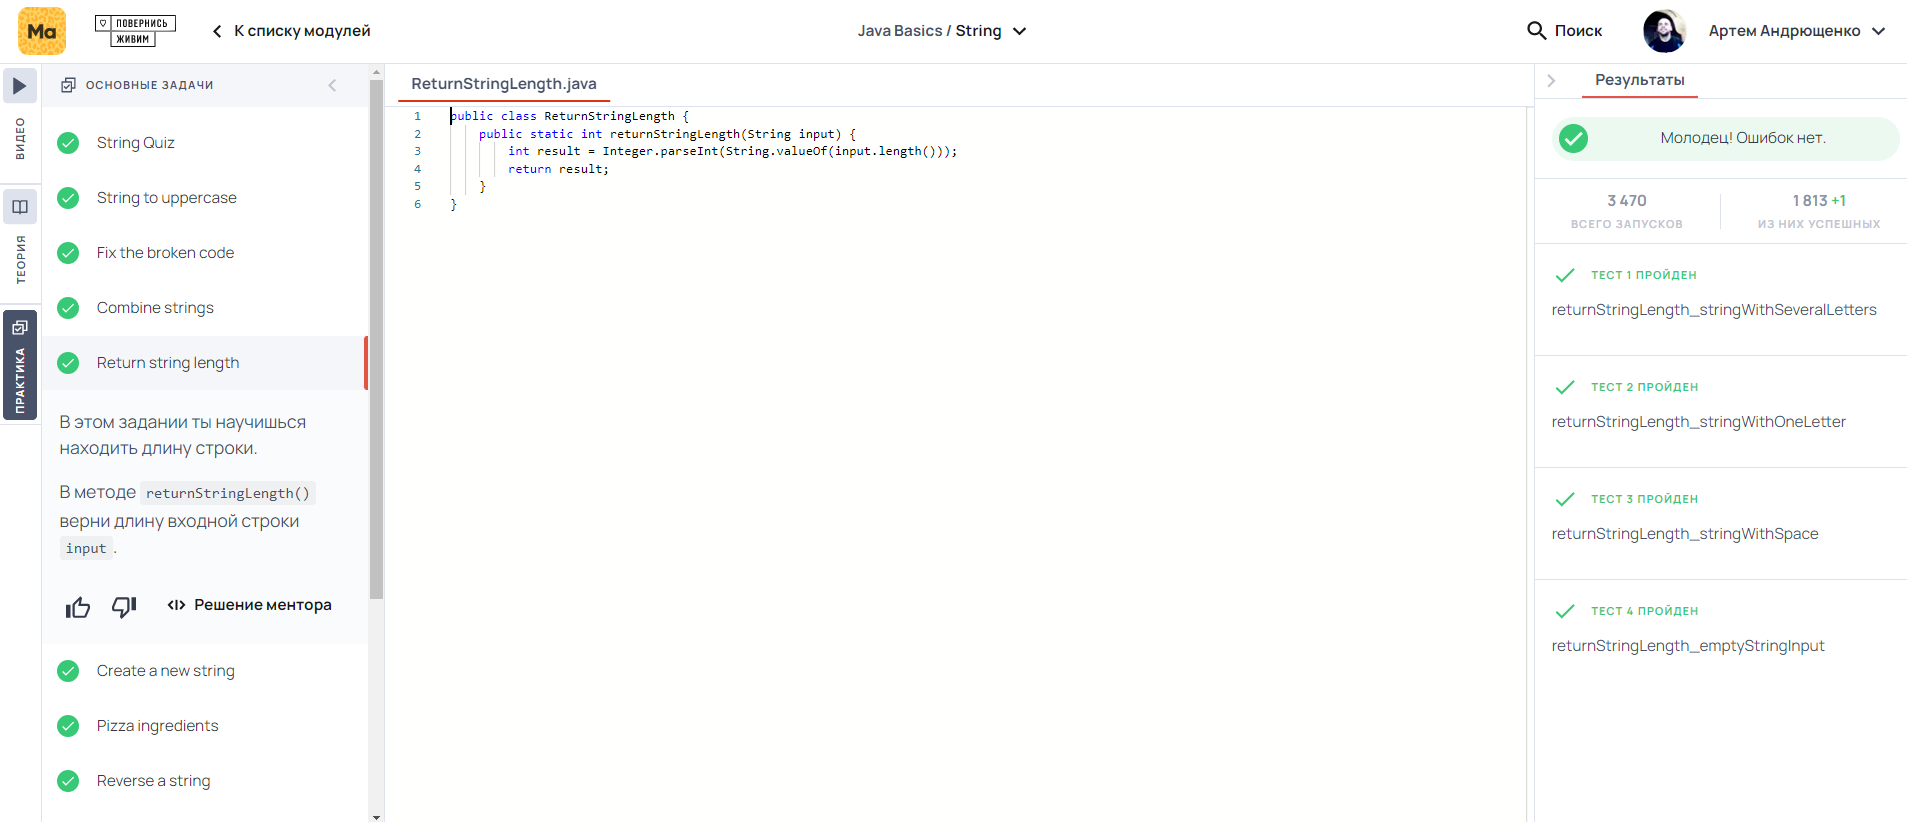 Ma
ПОВЕРНИСЬ
ЖИВИМ
К списку модулей
Java Basics / String
Поиск
Артем Андрющенко
ВИДЕО
ТЕОРИЯ
ПРАКТИКА
ОСНОВНЫЕ ЗАДАЧИ
String Quiz
String to uppercase
Fix the broken code
Combine strings
Return string length
В этом задании ты научишься
находить длину строки.
В методе returnStringLength()
верни длину входной строки
input .
Решение ментора
Create a new string
Pizza ingredients
Reverse a string
ReturnStringLength.java
1 public class ReturnStringLength {
2 public static int returnStringLength(String input) {
3 int result = Integer.parseInt(String.valueOf(input.length()));
4 return result;
5 }
6 }
Результаты
Молодец! Ошибок нет.
3 470
ВСЕГО ЗАПУСКОВ
1 813 +1
ИЗ НИХ УСПЕШНЫХ
ТЕСТ 1 ПРОЙДЕН
returnStringLength_stringWithSeveralLetters
ТЕСТ 2 ПРОЙДЕН
returnStringLength_stringWithOneLetter
ТЕСТ 3 ПРОЙДЕН
returnStringLength_stringWithSpace
ТЕСТ 4 ПРОЙДЕН
returnStringLength_emptyStringInput